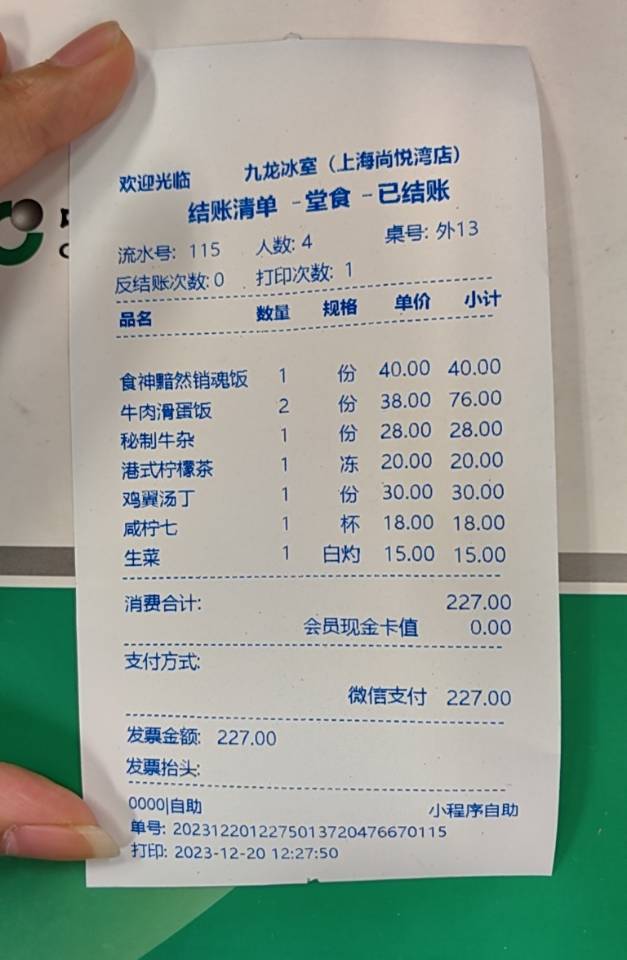 欢迎光临 九龙冰室（上海尚悦湾店）
结账清单 -堂食 -已结账
流水号: 115 人数: 4 桌号: 外13
反结账次数: 0 打印次数: 1
品名 数量 规格 单价 小计
食神黯然销魂饭 1 份 40.00 40.00
牛肉滑蛋饭 2 份 38.00 76.00
秘制牛杂 1 份 28.00 28.00
港式柠檬茶 1 冻 20.00 20.00
鸡翼汤丁 1 份 30.00 30.00
咸柠七 1 杯 18.00 18.00
生菜 1 白灼 15.00 15.00
消费合计: 227.00
会员现金卡值 0.00
支付方式:
微信支付 227.00
发票金额: 227.00
发票抬头:
0000|自助 小程序自助
单号: 2023122012275013720476670115
打印: 2023-12-20 12:27:50